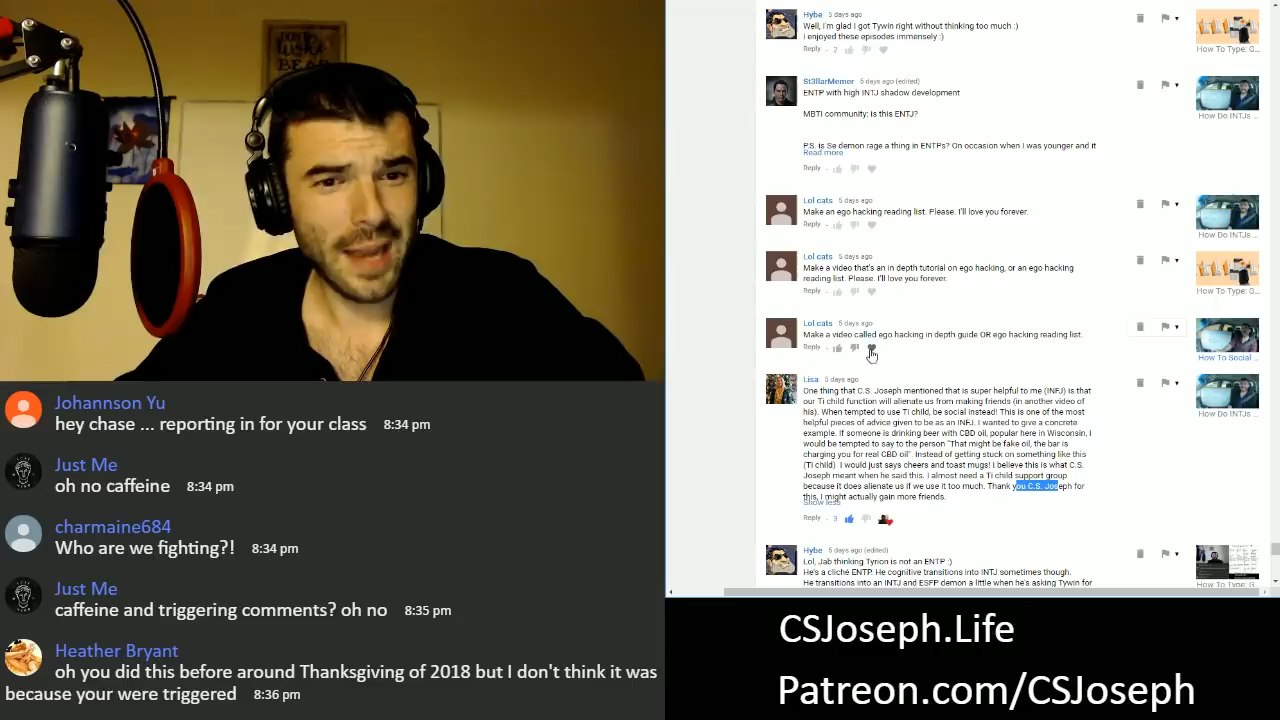 DON'T
WAKE
BEAR
Johannson Yu
hey chase ... reporting in for your class 8:34 pm
Just Me
oh no caffeine 8:34 pm
charmaine684
Who are we fighting?! 8:34 pm
Just Me
caffeine and triggering comments? oh no 8:35 pm
Heather Bryant
oh you did this before around Thanksgiving of 2018 but I don't think it was
because your were triggered 8:36 pm
Hybe 5 days ago
Well, I'm glad I got Tywin right without thinking too much :)
I enjoyed these episodes immensely :)
Reply · 2
How To Type: G...
St3llarMemer 5 days ago (edited)
ENTP with high INTJ shadow development
MBTI community: is this ENTJ?
P.S. is Se demon rage a thing in ENTPs? On occasion when I was younger and it
Read more
Reply ·
How Do INTJs ...
Lol cats 5 days ago
Make an ego hacking reading list. Please. I'll love you forever.
Reply ·
How Do INTJs ...
Lol cats 5 days ago
Make a video that's an in depth tutorial on ego hacking, or an ego hacking
reading list. Please. I'll love you forever.
Reply ·
How To Type: G...
Lol cats 5 days ago
Make a video called ego hacking in depth guide OR ego hacking reading list.
Reply ·
How To Social ...
Lisa 5 days ago
One thing that C.S. Joseph mentioned that is super helpful to me (INFJ) is that
our Ti child function will alienate us from making friends (in another video of
his). When tempted to use Ti child, be social instead! This is one of the most
helpful pieces of advice given to be as an INFJ. I wanted to give a concrete
example. If someone is drinking beer with CBD oil, popular here in Wisconsin, I
would be tempted to say to the person "That might be fake oil, the bar is
charging you for real CBD oil". Instead of getting stuck on something like this
(Ti child) I would just says cheers and toast mugs! I believe this is what C.S.
Joseph meant when he said this. I almost need a Ti child support group
because it does alienate us if we use it too much. Thank you C.S. Joseph for
this, I might actually gain more friends.
Show less
Reply · 3
How Do INTJs ...
Hybe 5 days ago (edited)
Lol, Jab thinking Tyrion is not an ENTP :)
He's a cliché ENTP. He cognitive transitions into INTJ sometimes though.
He transitions into an INTJ and ESFP demon a little when he's asking Tywin for
How To Type: G...
CSJoseph.Life
Patreon.com/CSJoseph